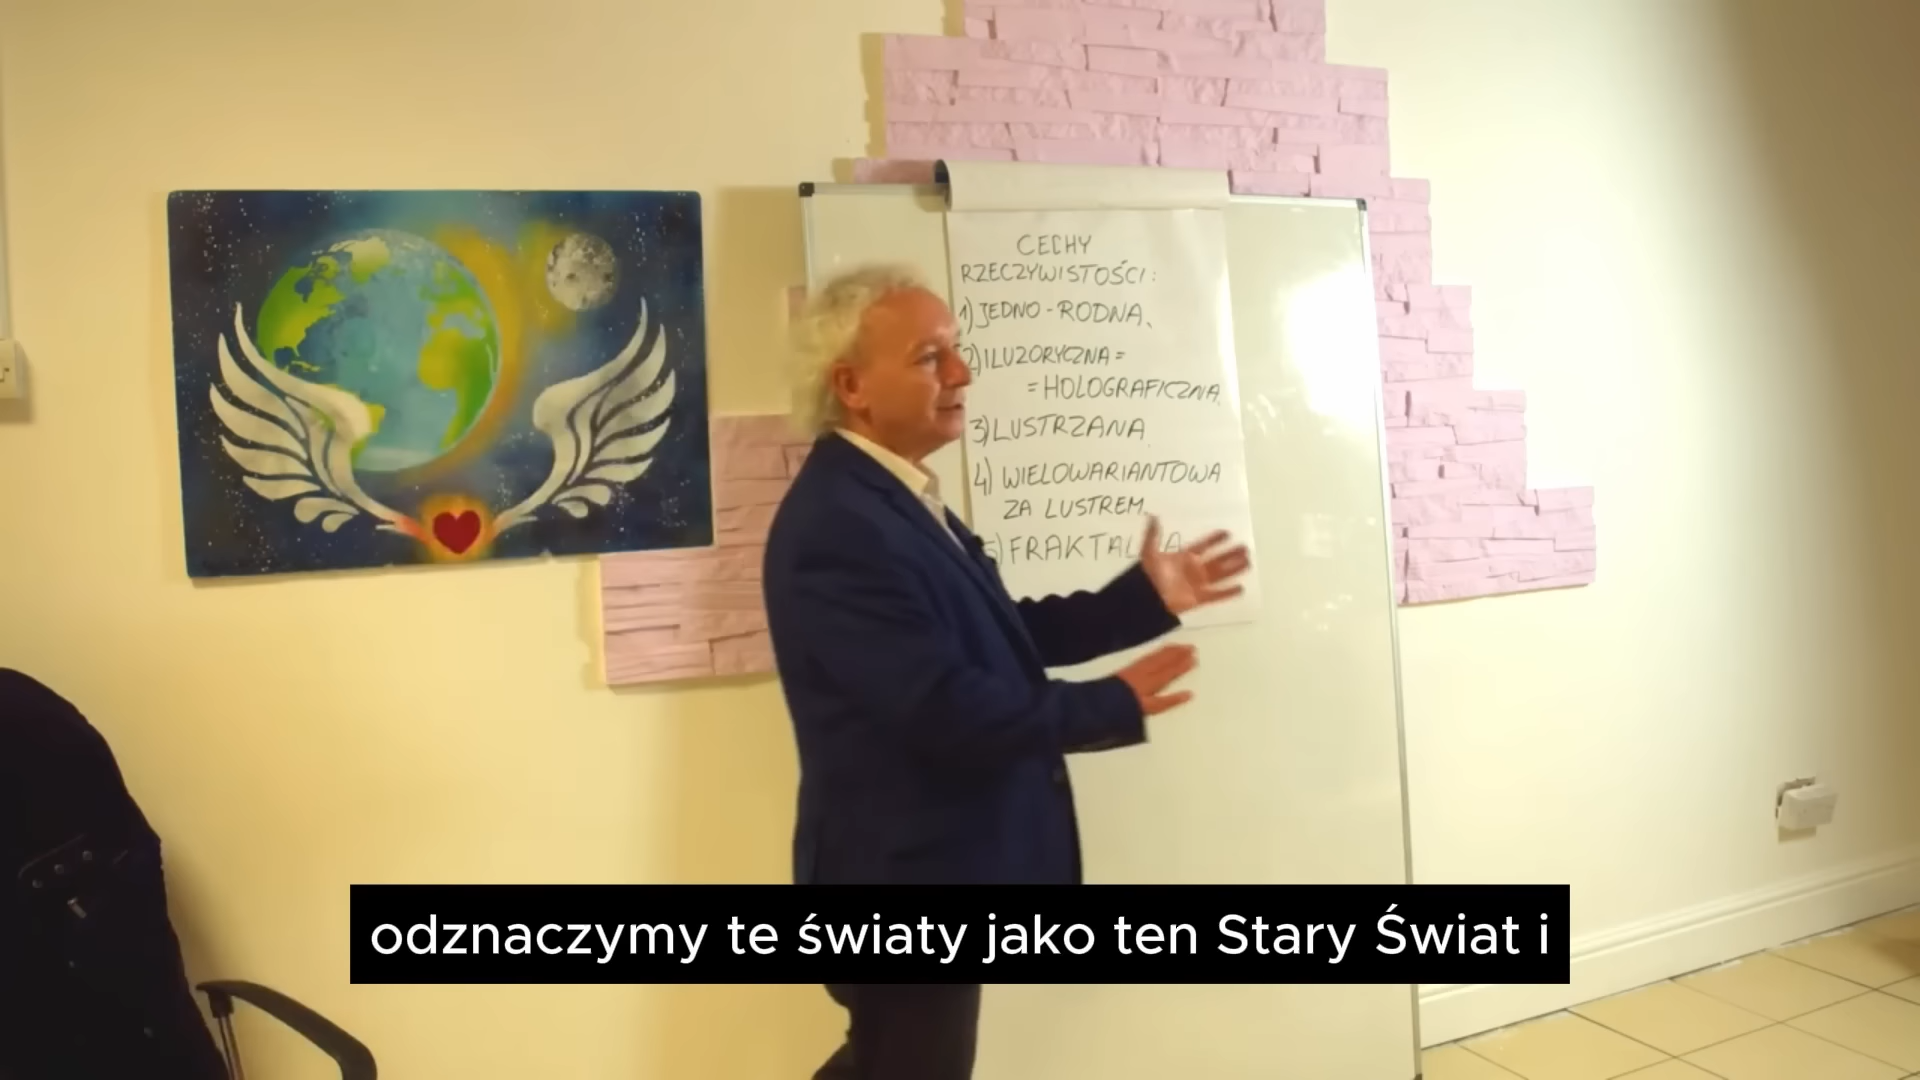 CECHY
RZECZYWISTOŚCI:
1) JEDNO-RODNA,
2) ILUZORYCZNA =
= HOLOGRAFICZNA,
3) LUSTRZANA
4) WIELOWARIANTOWA
ZA LUSTREM,
odznaczymy te światy jako ten Stary Świat i